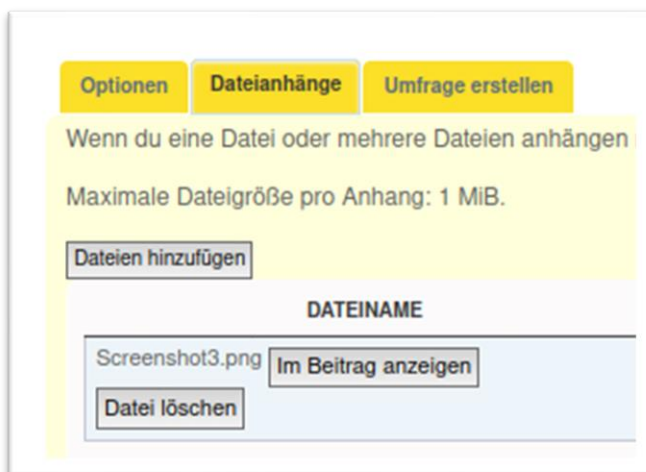 Optionen Dateianhänge Umfrage erstellen
Wenn du eine Datei oder mehrere Dateien anhängen
Maximale Dateigröße pro Anhang: 1 MiB.
Dateien hinzufügen
DATEINAME
Screenshot3.png Im Beitrag anzeigen
Datei löschen